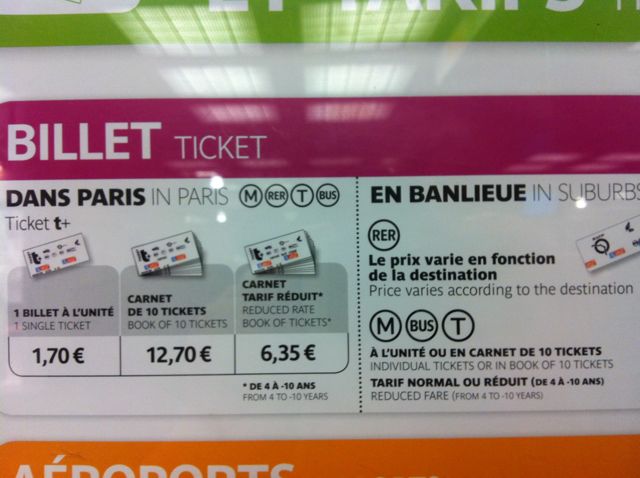 ET TARIFS
BILLET TICKET
DANS PARIS IN PARIS M RER T BUS
Ticket t+
1 BILLET À L'UNITÉ
1 SINGLE TICKET
1,70 €
CARNET
DE 10 TICKETS
BOOK OF 10 TICKETS
12,70 €
CARNET
TARIF RÉDUIT*
REDUCED RATE
BOOK OF TICKETS*
6,35 €
* DE 4 À -10 ANS
FROM 4 TO -10 YEARS
EN BANLIEUE IN SUBURBS
RER
Le prix varie en fonction
de la destination
Price varies according to the destination
M BUS T
À L'UNITÉ OU EN CARNET DE 10 TICKETS
INDIVIDUAL TICKETS OR IN BOOK OF 10 TICKETS
TARIF NORMAL OU RÉDUIT (DE 4 À -10 ANS)
REDUCED FARE (FROM 4 TO -10 YEARS)
AÉROPORTS